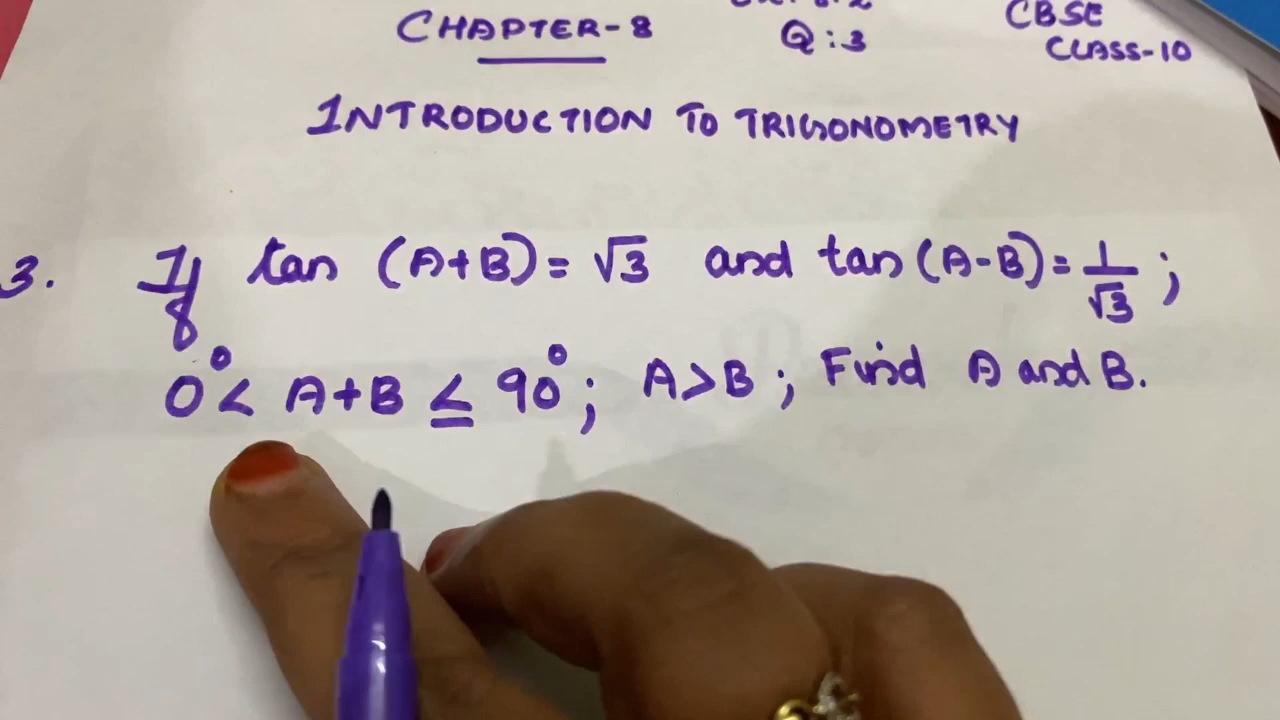 CHAPTER-8
Q:3
CBSE
CLASS-10
INTRODUCTION TO TRIGONOMETRY
3. If tan (A+B) = √3 and tan (A-B) = 1/√3 ;
0° < A+B ≤ 90° ; A>B ; Find A and B.